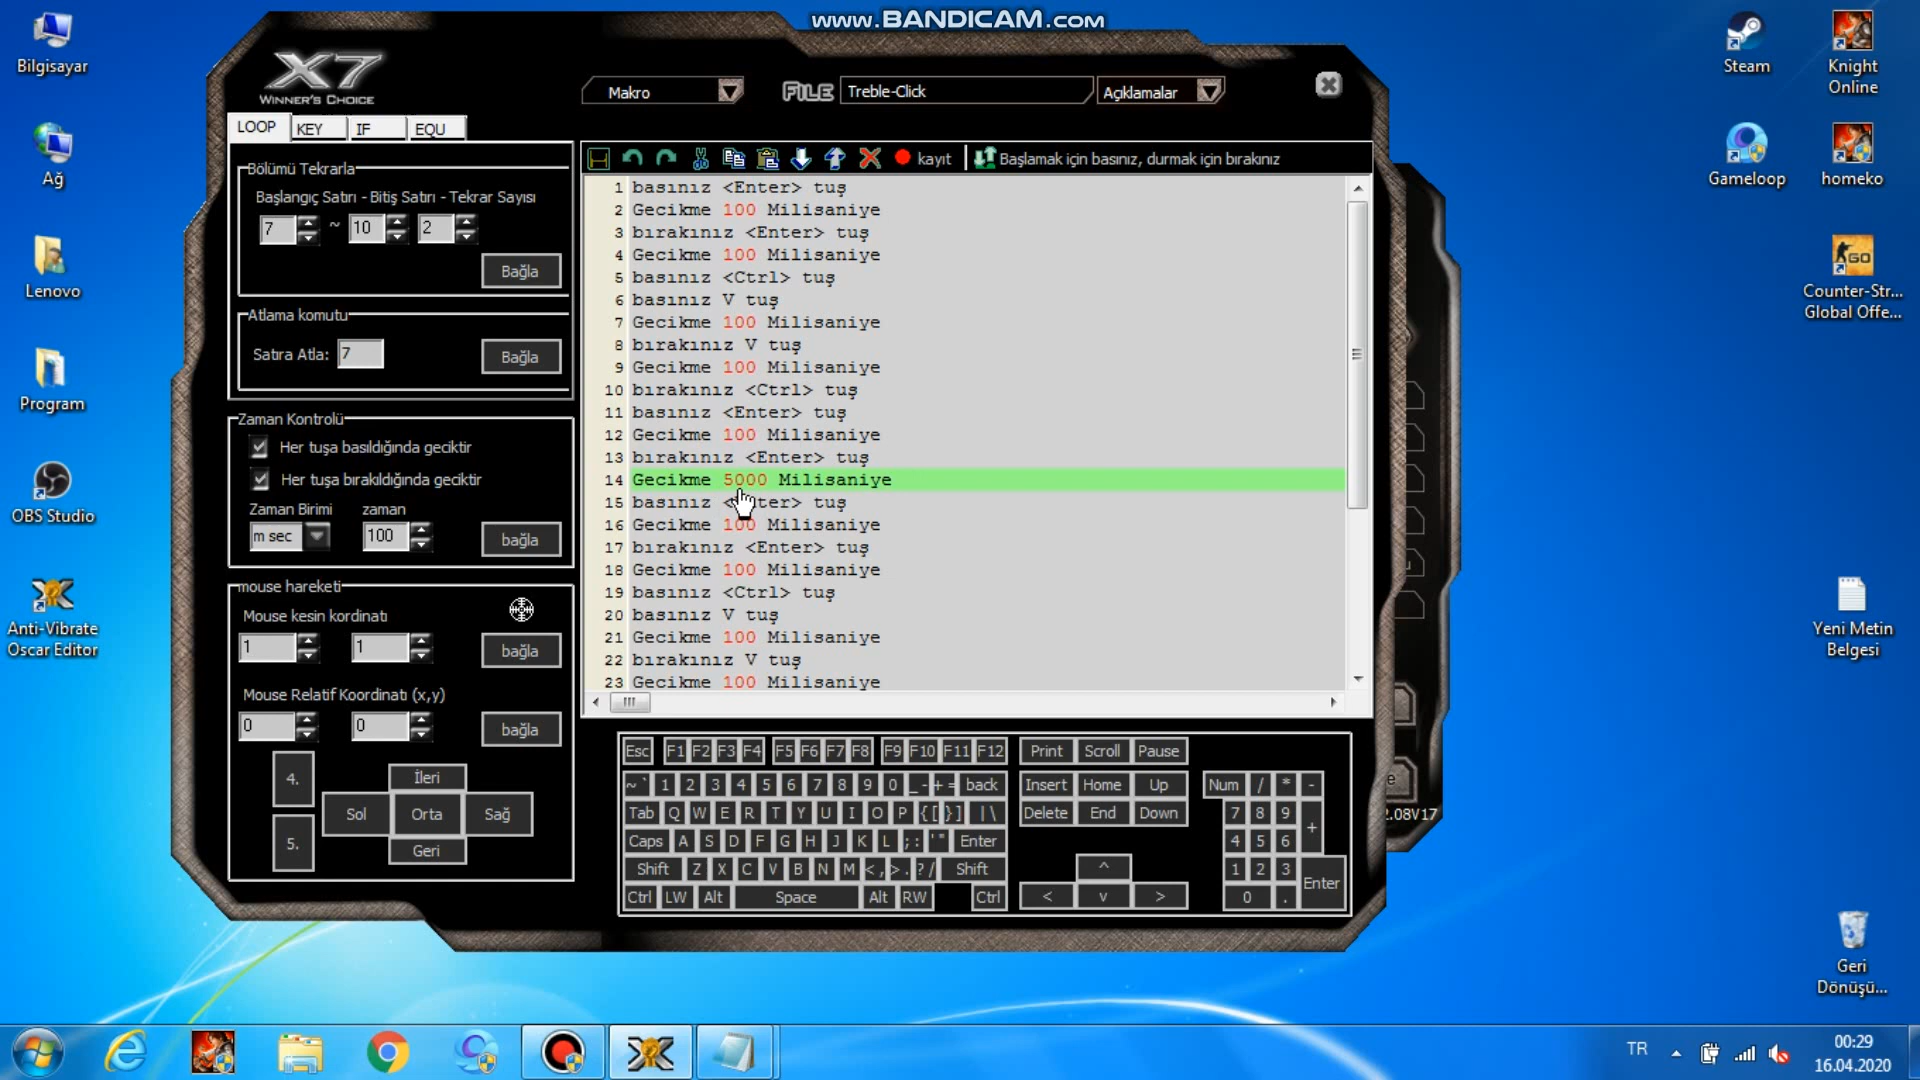 www.BANDICAM.com
Bilgisayar
Ağ
Lenovo
Program
OBS Studio
Anti-Vibrate
Oscar Editor
X7
WINNER'S CHOICE
Makro
FILE
Treble-Click
Açıklamalar
LOOP
KEY
IF
EQU
Bölümü Tekrarla
Başlangıç Satırı - Bitiş Satırı - Tekrar Sayısı
7 ~ 10 2
Bağla
Atlama komutu
Satıra Atla: 7
Bağla
Zaman Kontrolü
Her tuşa basıldığında geciktir
Her tuşa bırakıldığında geciktir
Zaman Birimi zaman
m sec 100 bağla
mouse hareketi
Mouse kesin kordinatı
1 1 bağla
Mouse Relatif Koordinatı (x,y)
0 0 bağla
4.
5.
İleri
Sol Orta Sağ
Geri
kayıt
Başlamak için basınız, durmak için bırakınız
1 basınız <Enter> tuş
2 Gecikme 100 Milisaniye
3 bırakınız <Enter> tuş
4 Gecikme 100 Milisaniye
5 basınız <Ctrl> tuş
6 basınız V tuş
7 Gecikme 100 Milisaniye
8 bırakınız V tuş
9 Gecikme 100 Milisaniye
10 bırakınız <Ctrl> tuş
11 basınız <Enter> tuş
12 Gecikme 100 Milisaniye
13 bırakınız <Enter> tuş
14 Gecikme 5000 Milisaniye
15 basınız <Enter> tuş
16 Gecikme 100 Milisaniye
17 bırakınız <Enter> tuş
18 Gecikme 100 Milisaniye
19 basınız <Ctrl> tuş
20 basınız V tuş
21 Gecikme 100 Milisaniye
22 bırakınız V tuş
23 Gecikme 100 Milisaniye
Esc F1 F2 F3 F4 F5 F6 F7 F8 F9 F10 F11 F12 Print Scroll Pause
~ ` 1 2 3 4 5 6 7 8 9 0 _ - + = back Insert Home Up Num / * -
Tab Q W E R T Y U I O P { [ } ] | \ Delete End Down 7 8 9 +
Caps A S D F G H J K L ; : ' " Enter 4 5 6
Shift Z X C V B N M < , > . ? / Shift ^ 1 2 3 Enter
Ctrl LW Alt Space Alt RW Ctrl < v > 0 .
e
2.08V17
Steam
Knight
Online
Gameloop
homeko
GO
Counter-Str...
Global Offe...
Yeni Metin
Belgesi
Geri
Dönüşü...
TR
00:29
16.04.2020